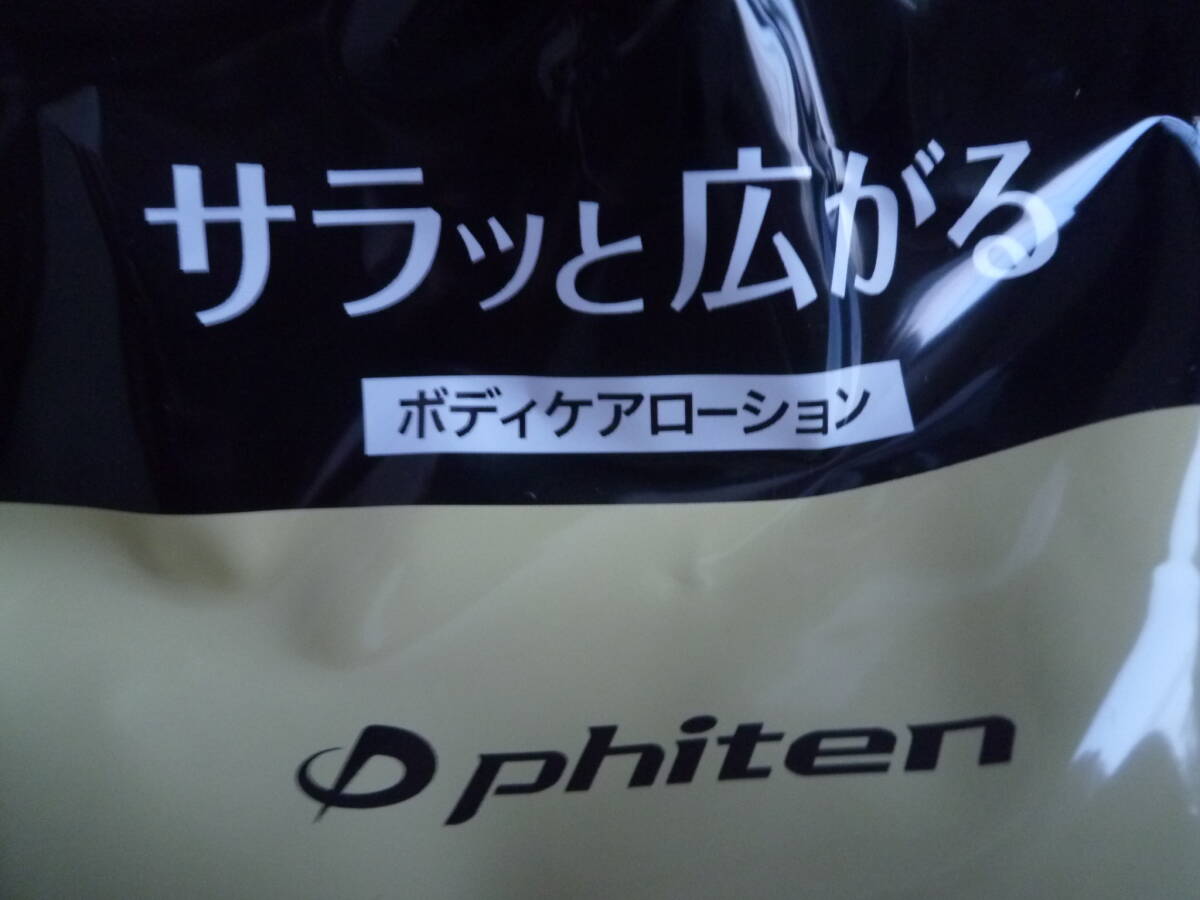 サラッと広がる
ボディケアローション
phiten